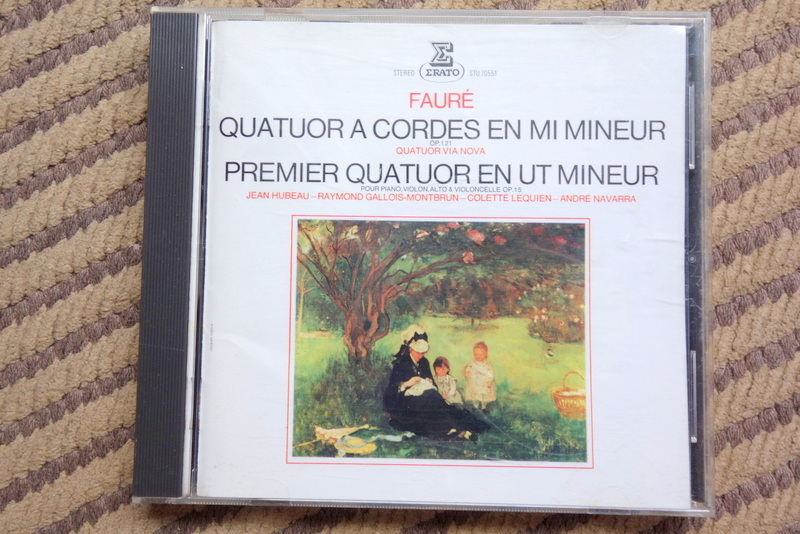 STEREO ERATO STU 70551
FAURÉ
QUATUOR A CORDES EN MI MINEUR
OP.121
QUATUOR VIA NOVA
PREMIER QUATUOR EN UT MINEUR
POUR PIANO, VIOLON, ALTO & VIOLONCELLE OP.15
JEAN HUBEAU – RAYMOND GALLOIS-MONTBRUN – COLETTE LEQUIEN – ANDRÉ NAVARRA